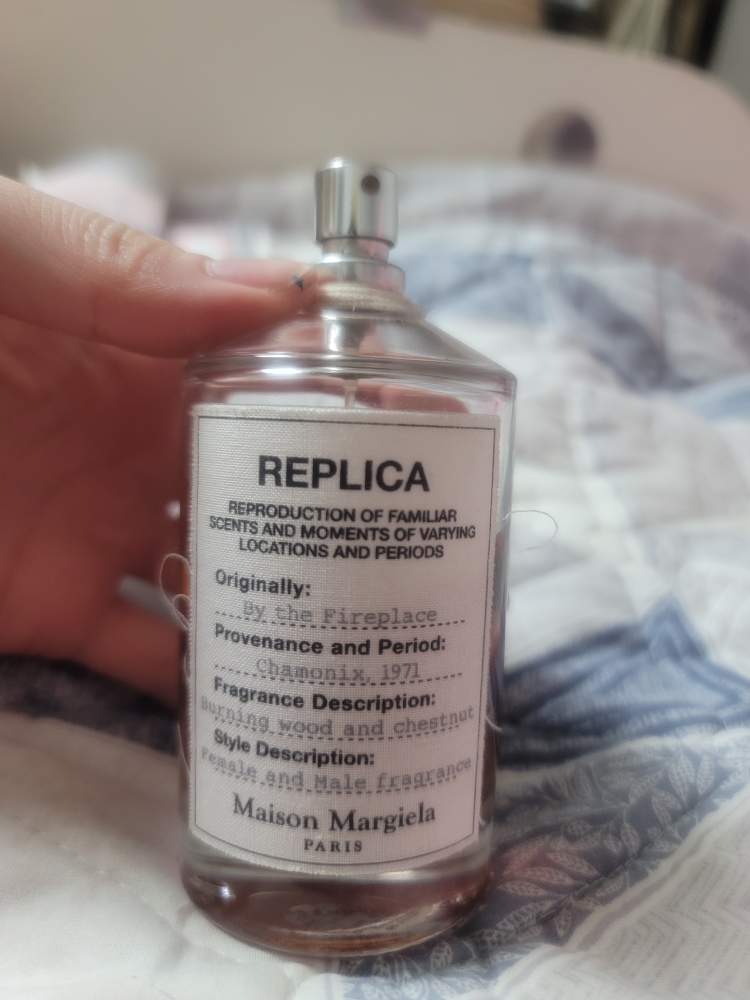 REPLICA
REPRODUCTION OF FAMILIAR
SCENTS AND MOMENTS OF VARYING
LOCATIONS AND PERIODS
Originally:
By the Fireplace
Provenance and Period:
Chamonix, 1971
Fragrance Description:
Burning wood and chestnut
Style Description:
Female and Male fragrance
Maison Margiela
PARIS